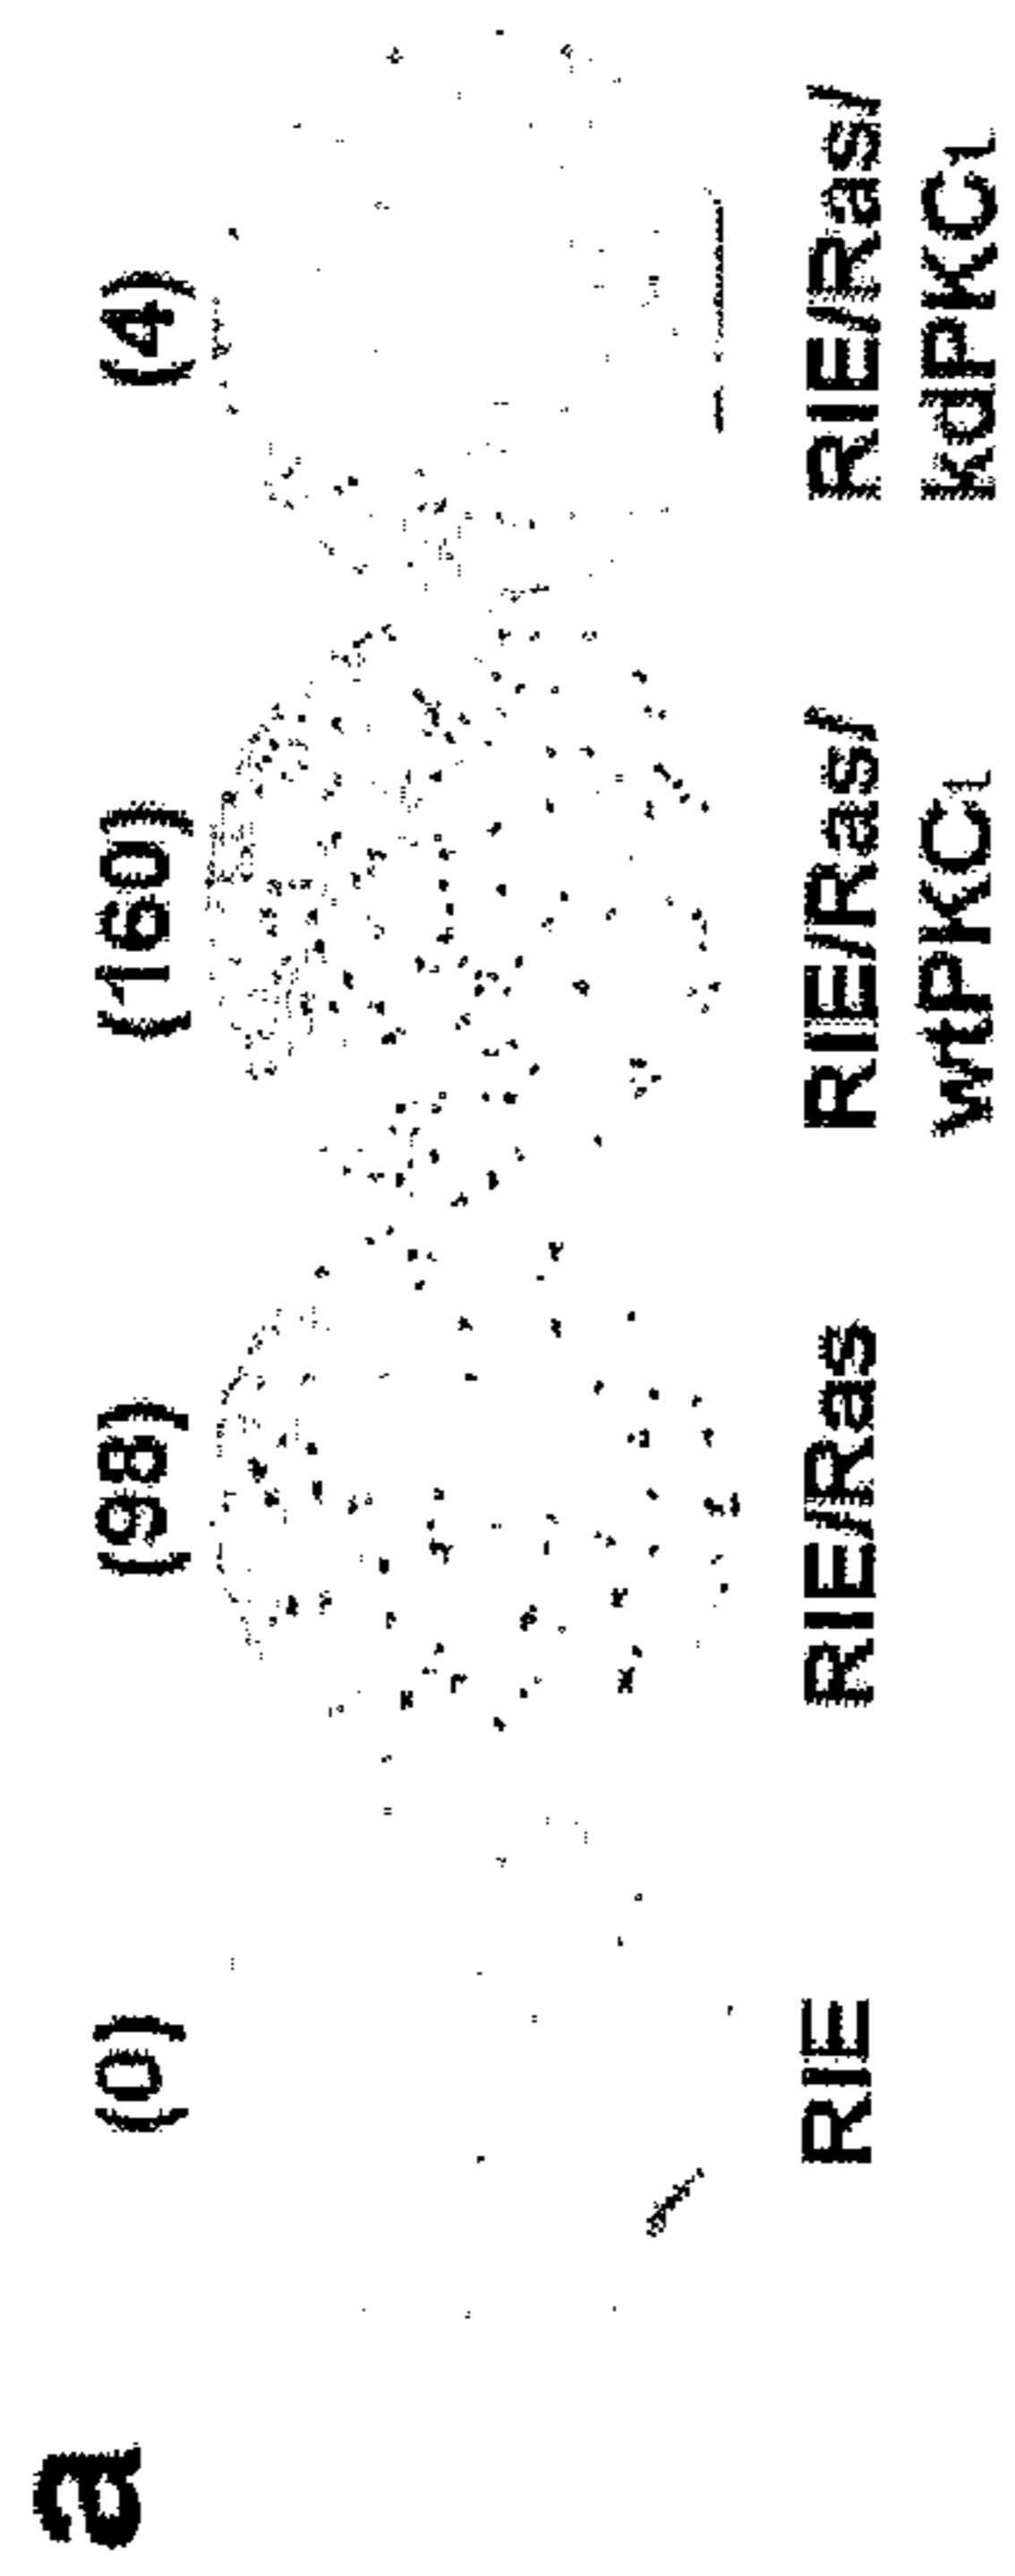 a
(0) (98) (160) (4)
RIE RIE/Ras RIE/Ras/ RIE/Ras/
wtPKCι kdPKCι